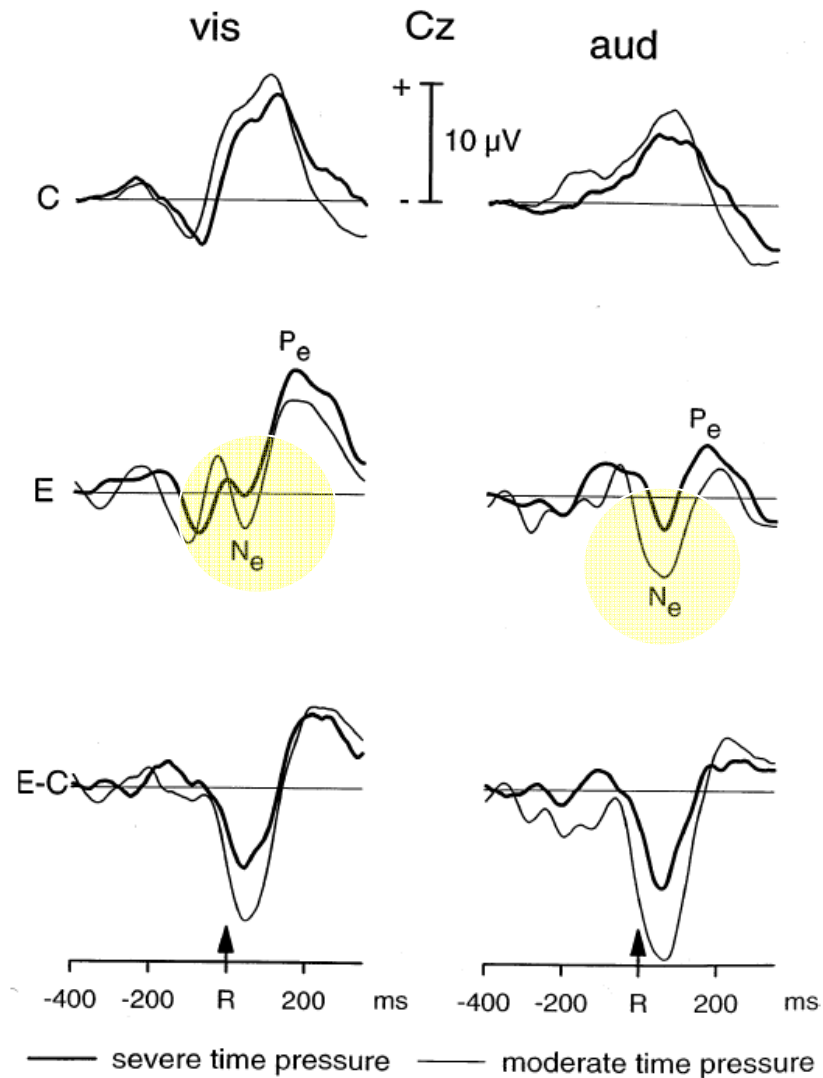 vis Cz aud
+
10 µV
-
C
Pe
E
Ne
Pe
Ne
E-C
-400 -200 R 200 ms
-400 -200 R 200 ms
severe time pressure moderate time pressure